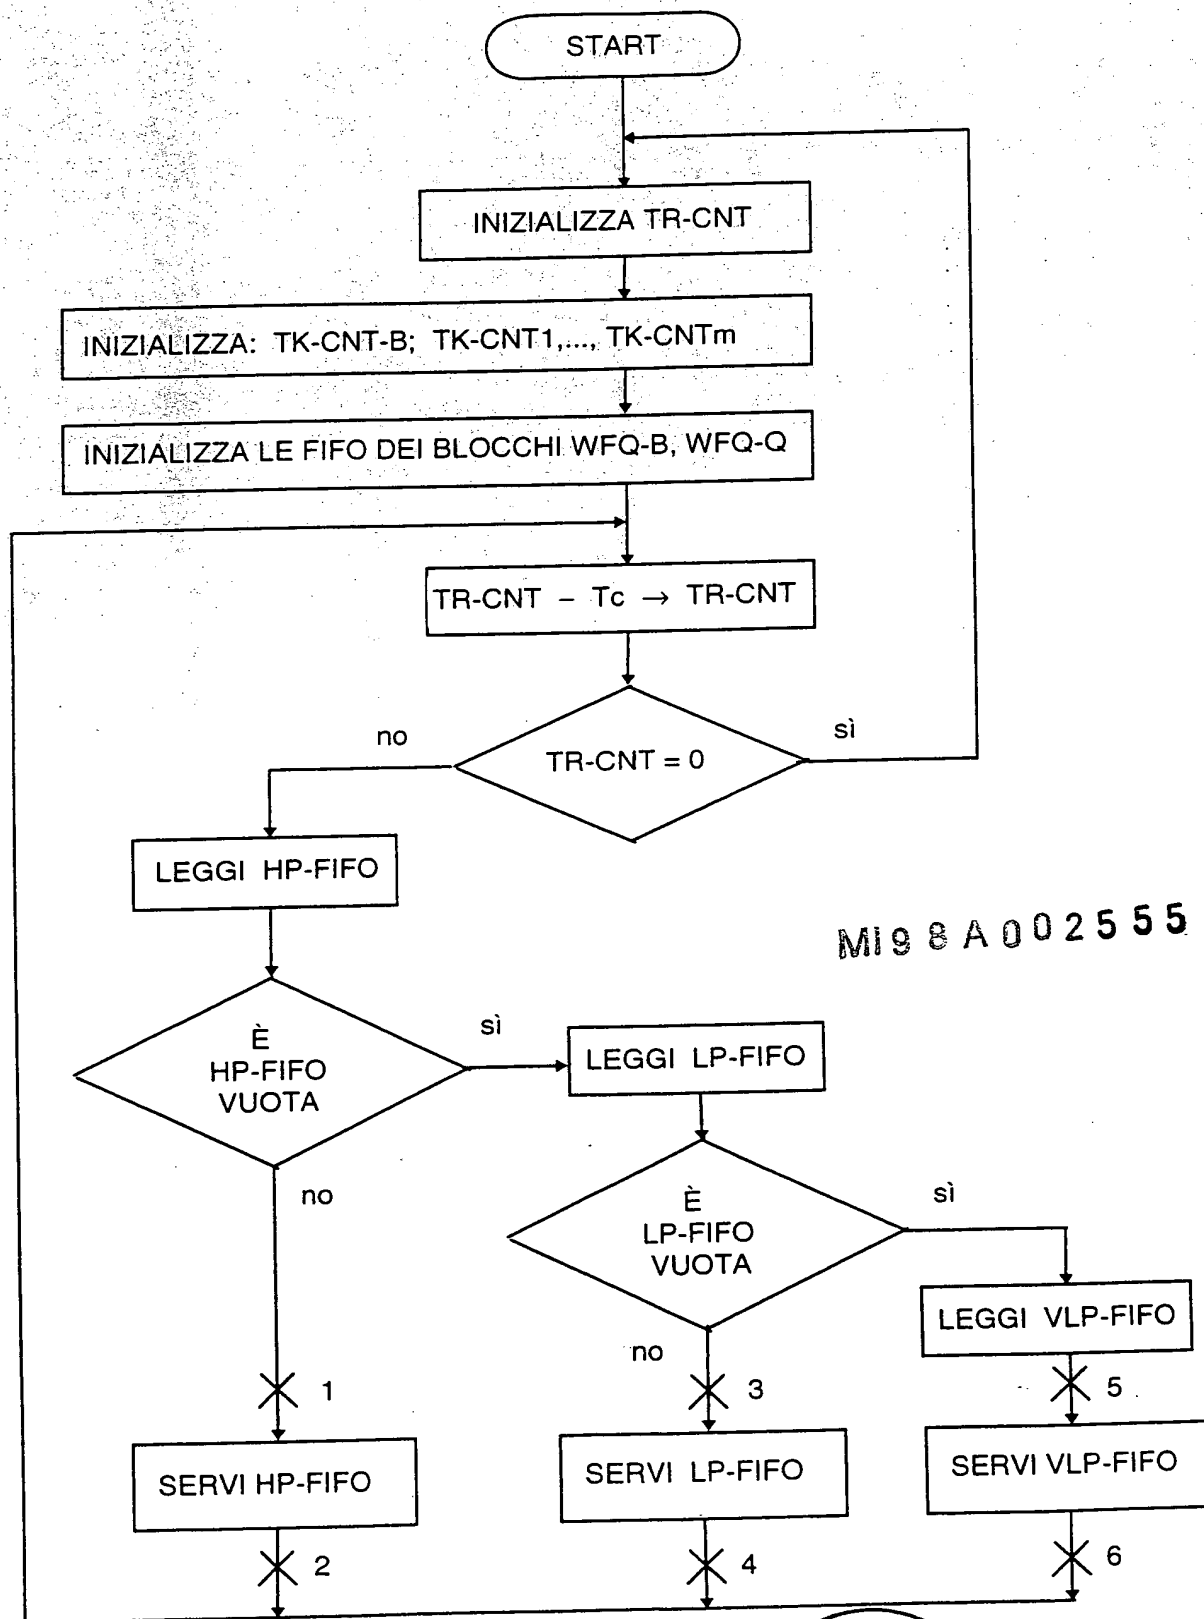 START
INIZIALIZZA TR-CNT
INIZIALIZZA: TK-CNT-B; TK-CNT1,..., TK-CNTm
INIZIALIZZA LE FIFO DEI BLOCCHI WFQ-B, WFQ-Q
TR-CNT – Tc → TR-CNT
no
TR-CNT = 0
sì
LEGGI HP-FIFO
MI98A002555
È
HP-FIFO
VUOTA
sì
LEGGI LP-FIFO
no
È
LP-FIFO
VUOTA
sì
LEGGI VLP-FIFO
no
1
3
5
SERVI HP-FIFO
SERVI LP-FIFO
SERVI VLP-FIFO
2
4
6